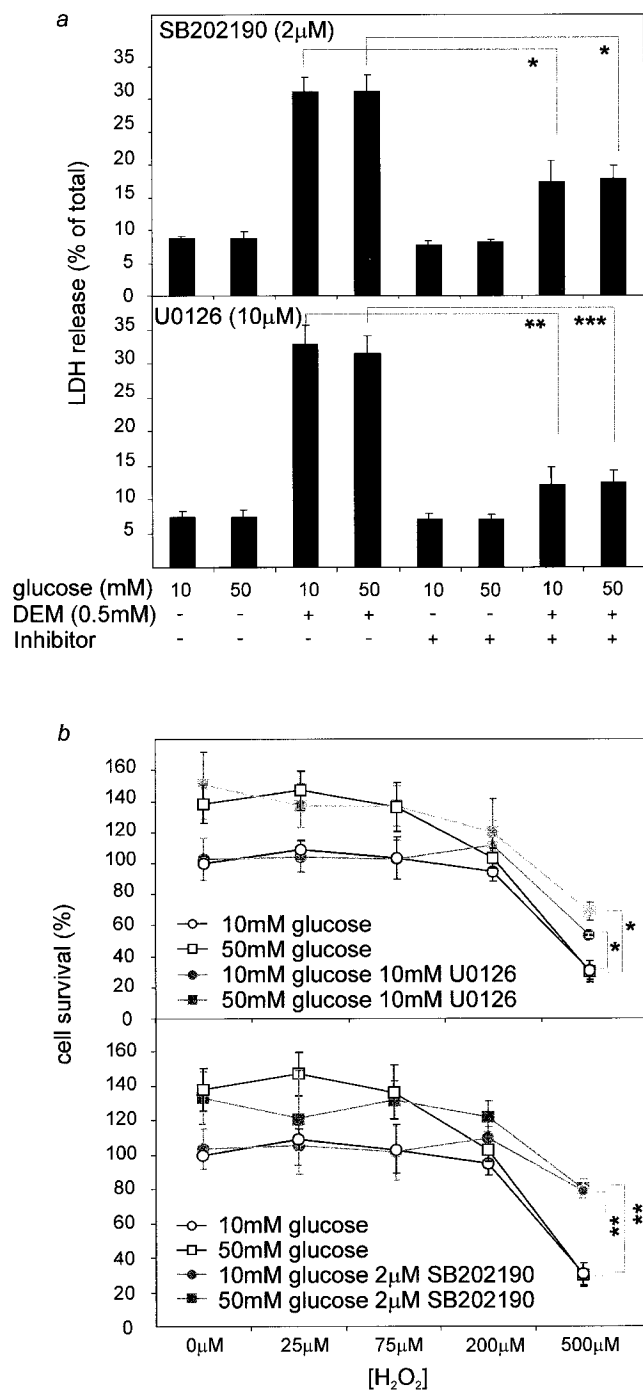 a
SB202190 (2μM)
* *
35
30
25
20
15
10
5
0
U0126 (10μM)
** ***
35
30
25
20
15
10
5
LDH release (% of total)
glucose (mM) 10 50 10 50 10 50 10 50
DEM (0.5mM) - - + + - - + +
Inhibitor - - - - + + + +
b
160
140
120
100
80
60
40
20
0
10mM glucose
50mM glucose
10mM glucose 10mM U0126
50mM glucose 10mM U0126
* *
cell survival (%)
160
140
120
100
80
60
40
20
0
10mM glucose
50mM glucose
10mM glucose 2μM SB202190
50mM glucose 2μM SB202190
** **
0μM 25μM 75μM 200μM 500μM
[H₂O₂]